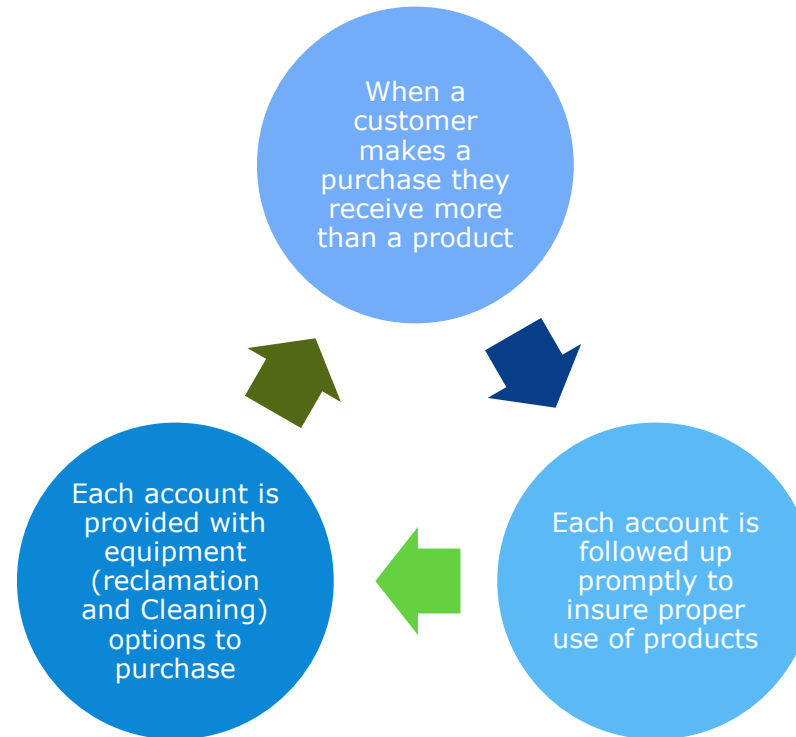 When a
customer
makes a
purchase they
receive more
than a product
Each account is
followed up
promptly to
insure proper
use of products
Each account is
provided with
equipment
(reclamation
and Cleaning)
options to
purchase